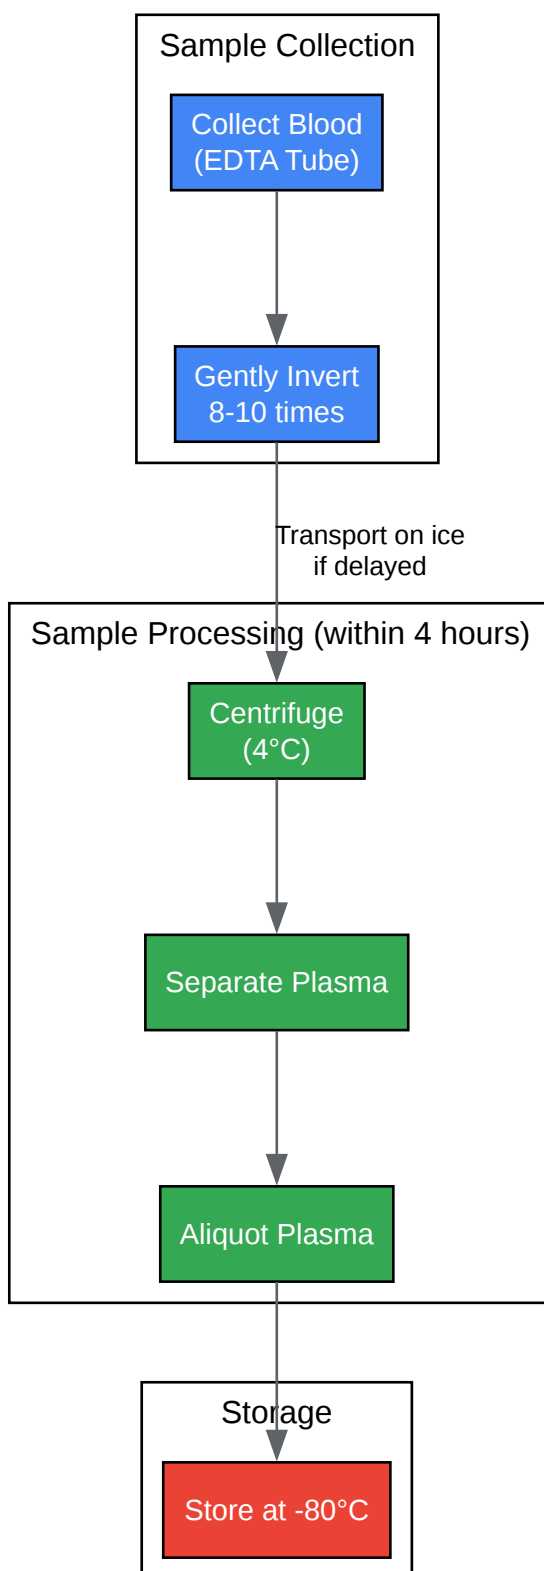 Sample Collection
Collect Blood
(EDTA Tube)
Gently Invert
8-10 times
Transport on ice
if delayed
Sample Processing (within 4 hours)
Centrifuge
(4°C)
Separate Plasma
Aliquot Plasma
Storage
Store at -80°C